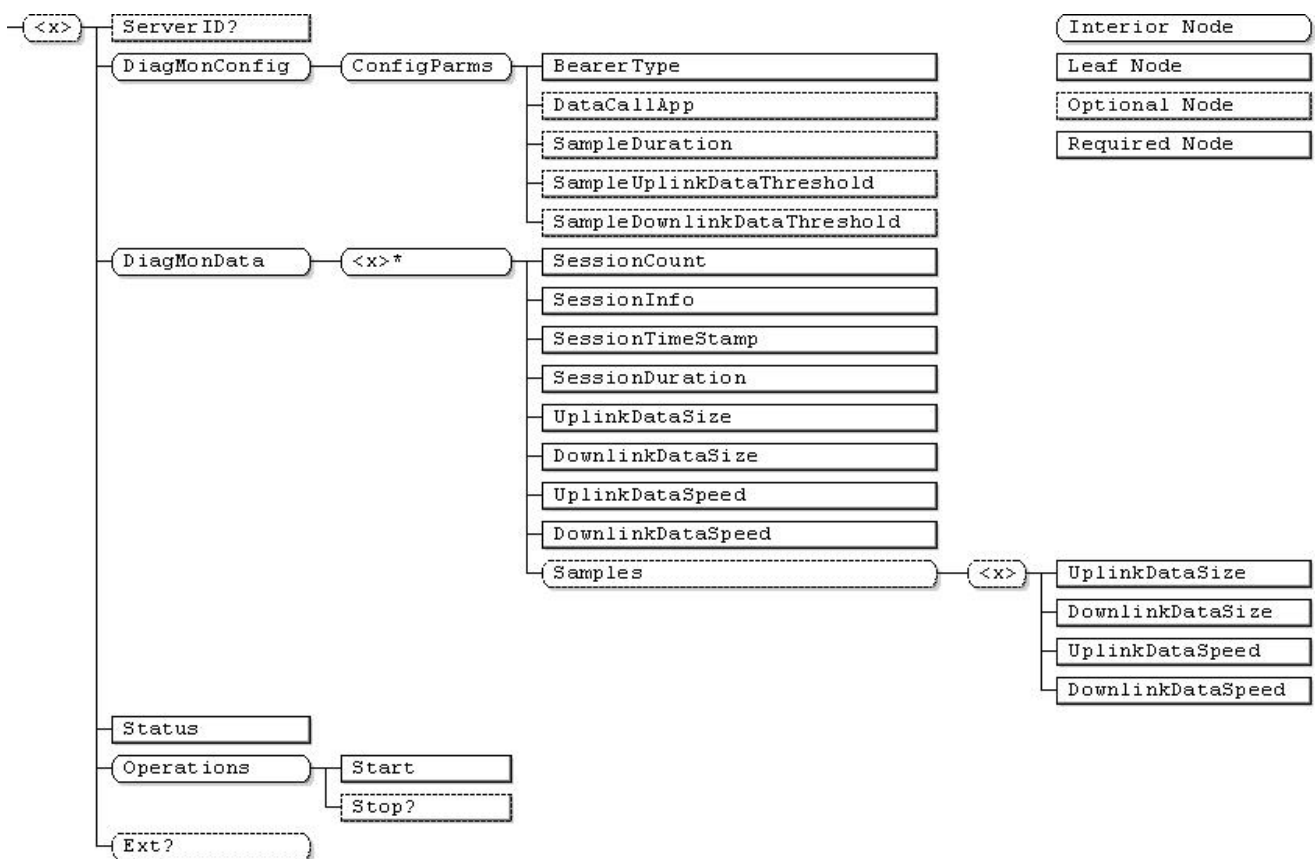 <x> ServerID? Interior Node
DiagMonConfig ConfigParms BearerType Leaf Node
DataCallApp Optional Node
SampleDuration Required Node
SampleUplinkDataThreshold
SampleDownlinkDataThreshold
DiagMonData <x>* SessionCount
SessionInfo
SessionTimeStamp
SessionDuration
UplinkDataSize
DownlinkDataSize
UplinkDataSpeed
DownlinkDataSpeed
Samples <x> UplinkDataSize
DownlinkDataSize
UplinkDataSpeed
DownlinkDataSpeed
Status
Operations Start
Stop?
Ext?